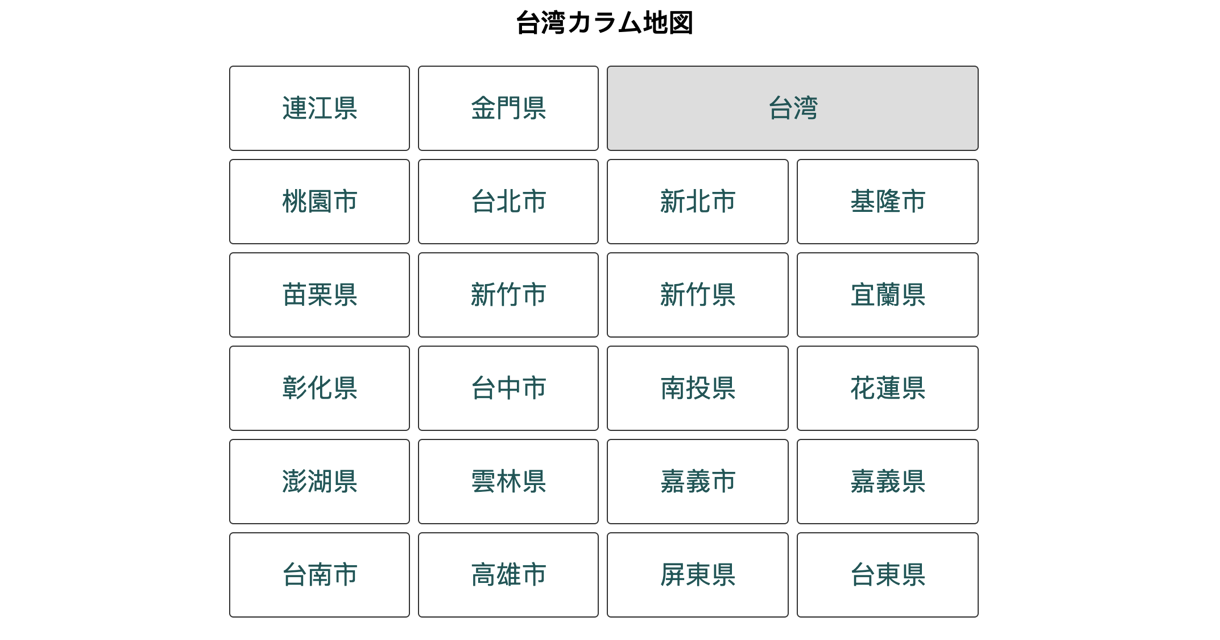 台湾カラム地図
連江県 金門県 台湾
桃園市 台北市 新北市 基隆市
苗栗県 新竹市 新竹県 宜蘭県
彰化県 台中市 南投県 花蓮県
澎湖県 雲林県 嘉義市 嘉義県
台南市 高雄市 屏東県 台東県